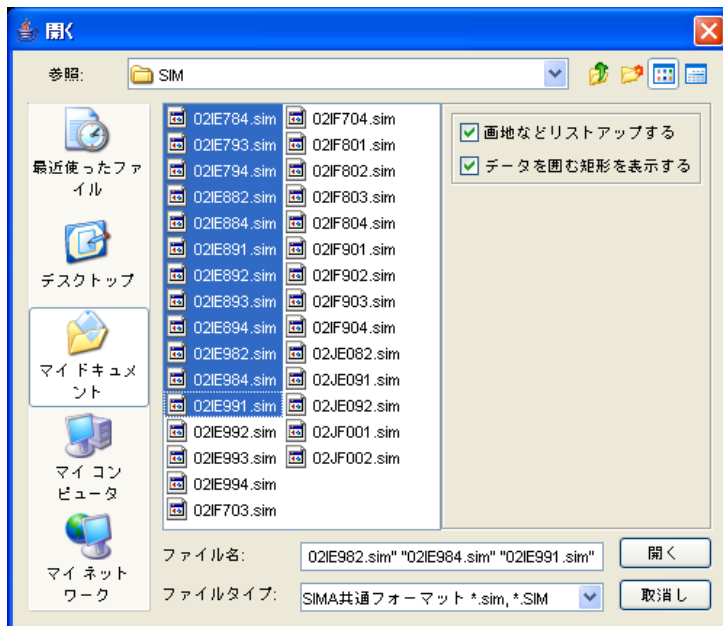 開く
参照:
SIM
最近使ったファ
イル
デスクトップ
マイ ドキュメ
ント
マイ コン
ピュータ
マイ ネット
ワーク
02IE784.sim
02IE793.sim
02IE794.sim
02IE882.sim
02IE884.sim
02IE891.sim
02IE892.sim
02IE893.sim
02IE894.sim
02IE982.sim
02IE984.sim
02IE991.sim
02IE992.sim
02IE993.sim
02IE994.sim
02IF703.sim
02IF704.sim
02IF801.sim
02IF802.sim
02IF803.sim
02IF804.sim
02IF901.sim
02IF902.sim
02IF903.sim
02IF904.sim
02JE082.sim
02JE091.sim
02JE092.sim
02JF001.sim
02JF002.sim
画地などリストアップする
データを囲む矩形を表示する
ファイル名:
02IE982.sim" "02IE984.sim" "02IE991.sim"
開く
ファイルタイプ:
SIMA共通フォーマット *.sim, *.SIM
取消し